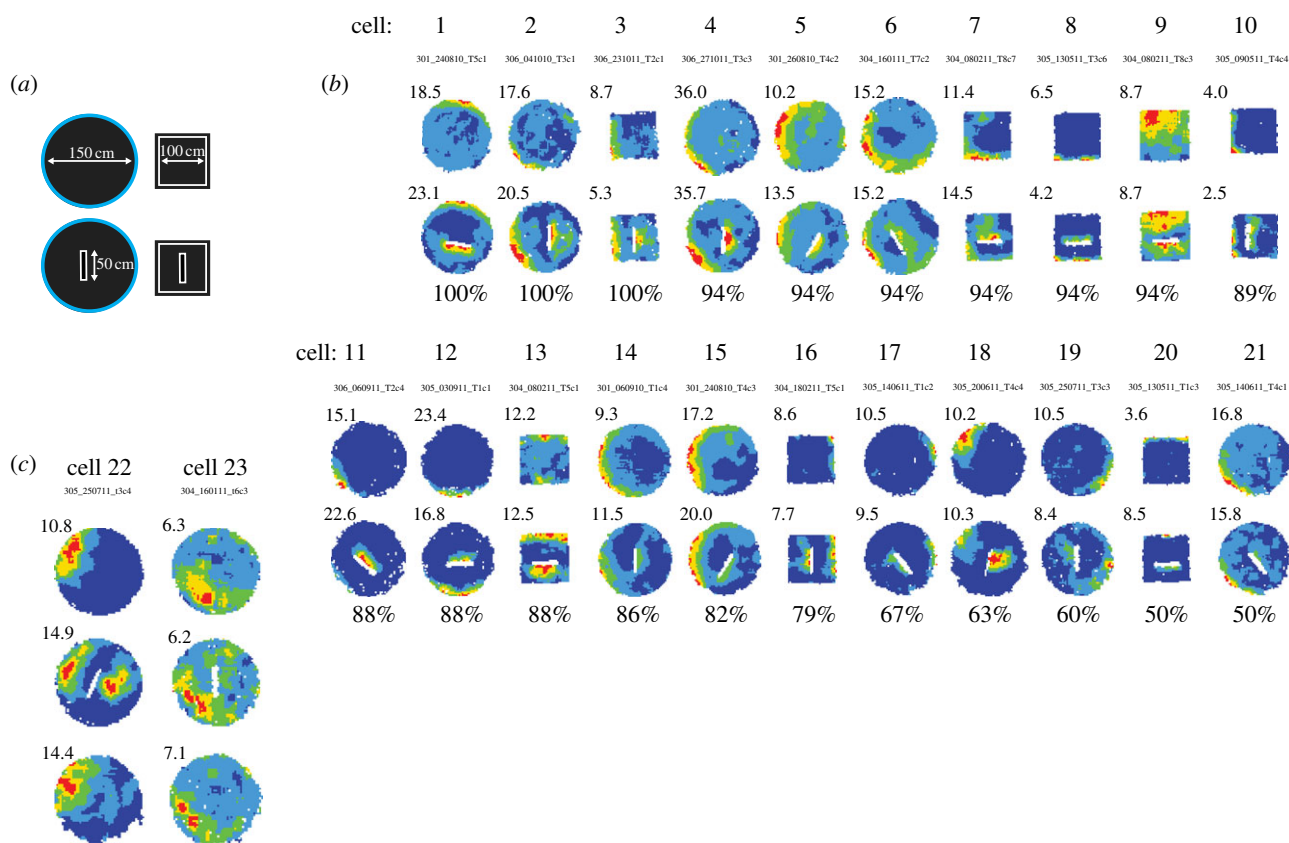 cell: 1 2 3 4 5 6 7 8 9 10
301_240810_T5c1 306_041010_T3c1 306_231011_T2c1 306_271011_T3c3 301_260810_T4c2 304_160111_T7c2 304_080211_T8c7 305_130511_T3c6 304_080211_T8c3 305_090511_T4c4
(a)
(b)
18.5 17.6 8.7 36.0 10.2 15.2 11.4 6.5 8.7 4.0
150 cm 100 cm
23.1 20.5 5.3 35.7 13.5 15.2 14.5 4.2 8.7 2.5
50 cm
100% 100% 100% 94% 94% 94% 94% 94% 94% 89%
cell: 11 12 13 14 15 16 17 18 19 20 21
306_060911_T2c4 305_030911_T1c1 304_080211_T5c1 301_060910_T1c4 301_240810_T4c3 304_180211_T5c1 305_140611_T1c2 305_200611_T4c4 305_250711_T3c3 305_130511_T1c3 305_140611_T4c1
15.1 23.4 12.2 9.3 17.2 8.6 10.5 10.2 10.5 3.6 16.8
22.6 16.8 12.5 11.5 20.0 7.7 9.5 10.3 8.4 8.5 15.8
88% 88% 88% 86% 82% 79% 67% 63% 60% 50% 50%
(c)
cell 22 cell 23
305_250711_t3c4 304_160111_t6c3
10.8 6.3
14.9 6.2
14.4 7.1